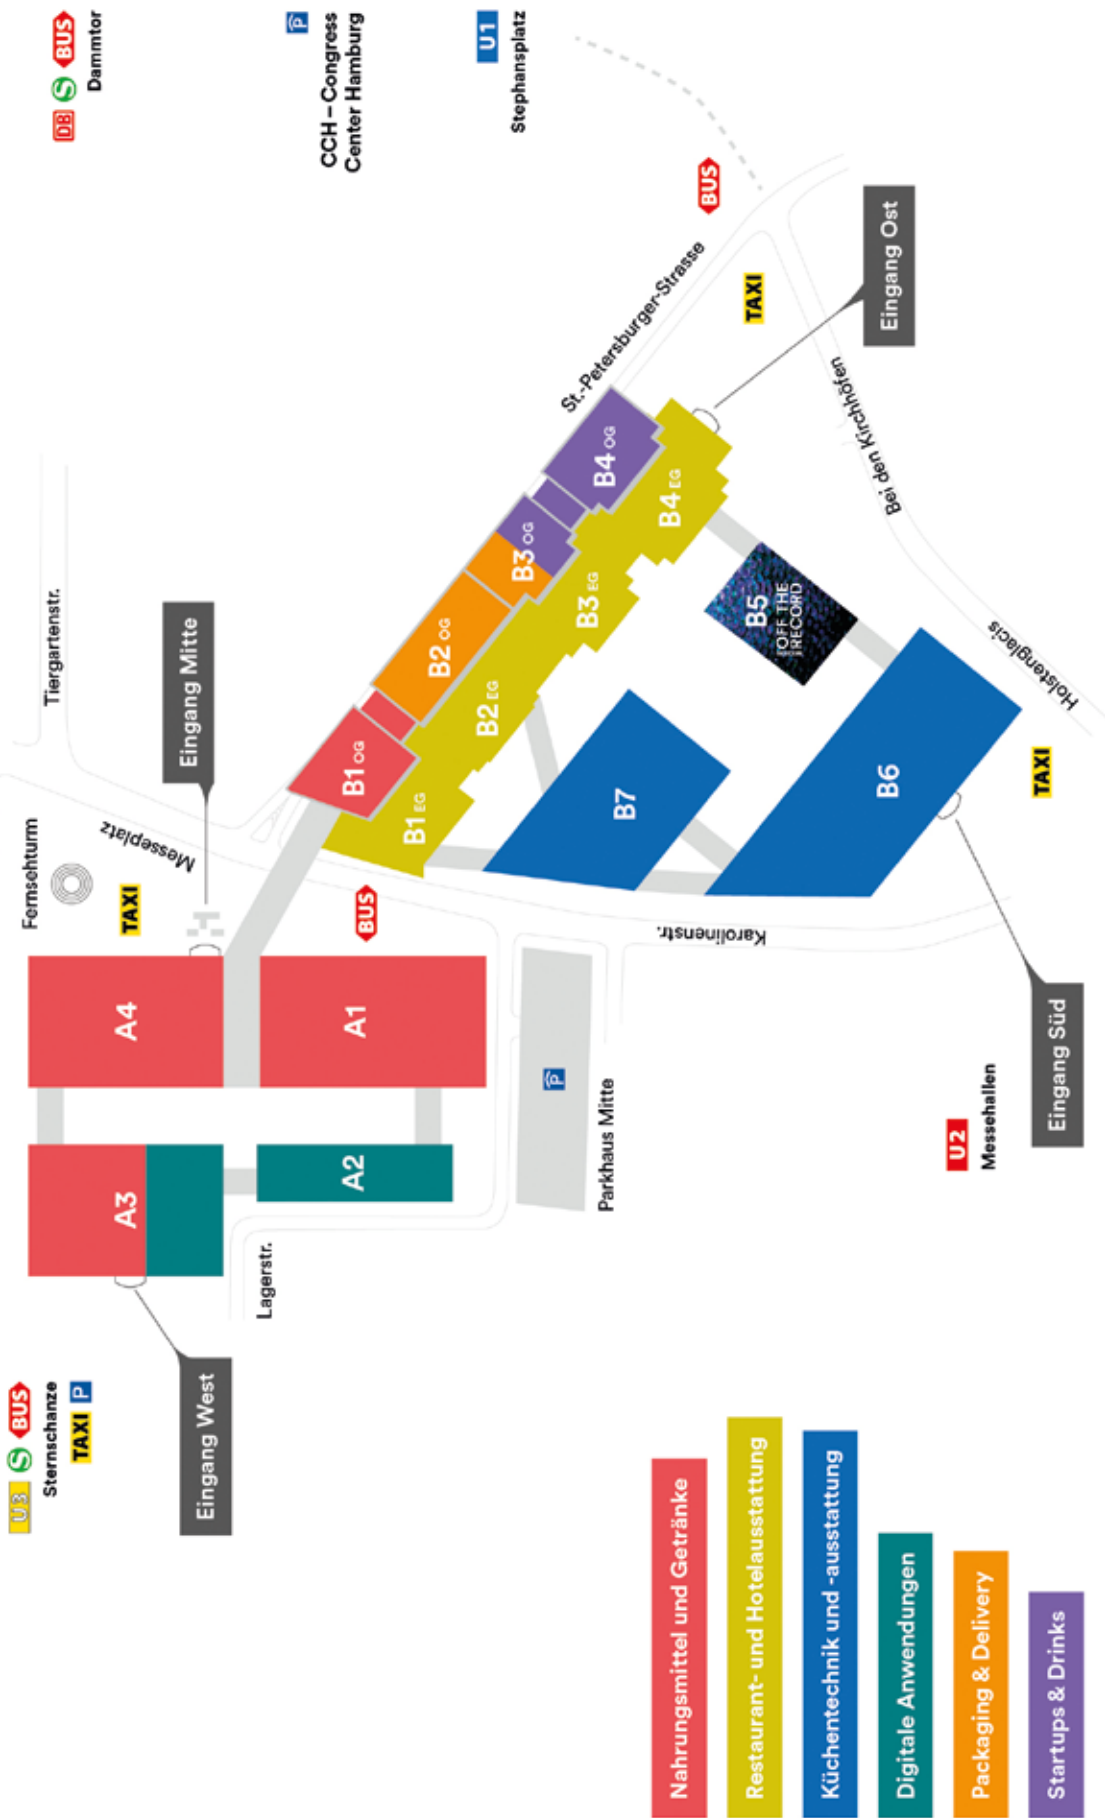 U3 S BUS
Sternschanze
TAXI P
Eingang West
Lagerstr.
A3
A2
A4
A1
Fernsehturm
TAXI
Messeplatz
Eingang Mitte
Tiergartenstr.
BUS
P
Parkhaus Mitte
Karolinenstr.
DB S BUS
Dammtor
P
CCH – Congress
Center Hamburg
U1
Stephansplatz
BUS
St.-Petersburger-Strasse
TAXI
Eingang Ost
Bei den Kirchhöfen
Holstenglacis
B1 OG
B2 OG
B3 OG
B4 OG
B1 EG
B2 EG
B3 EG
B4 EG
B5
OFF THE
RECORD
B7
B6
TAXI
Eingang Süd
U2
Messehallen
Nahrungsmittel und Getränke
Restaurant- und Hotelausstattung
Küchentechnik und -ausstattung
Digitale Anwendungen
Packaging & Delivery
Startups & Drinks